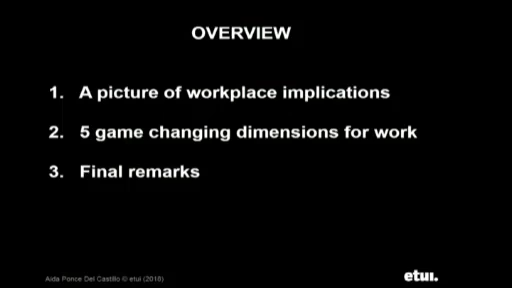 OVERVIEW
1. A picture of workplace implications
2. 5 game changing dimensions for work
3. Final remarks
Aida Ponce Del Castillo © etui (2018)
etui.